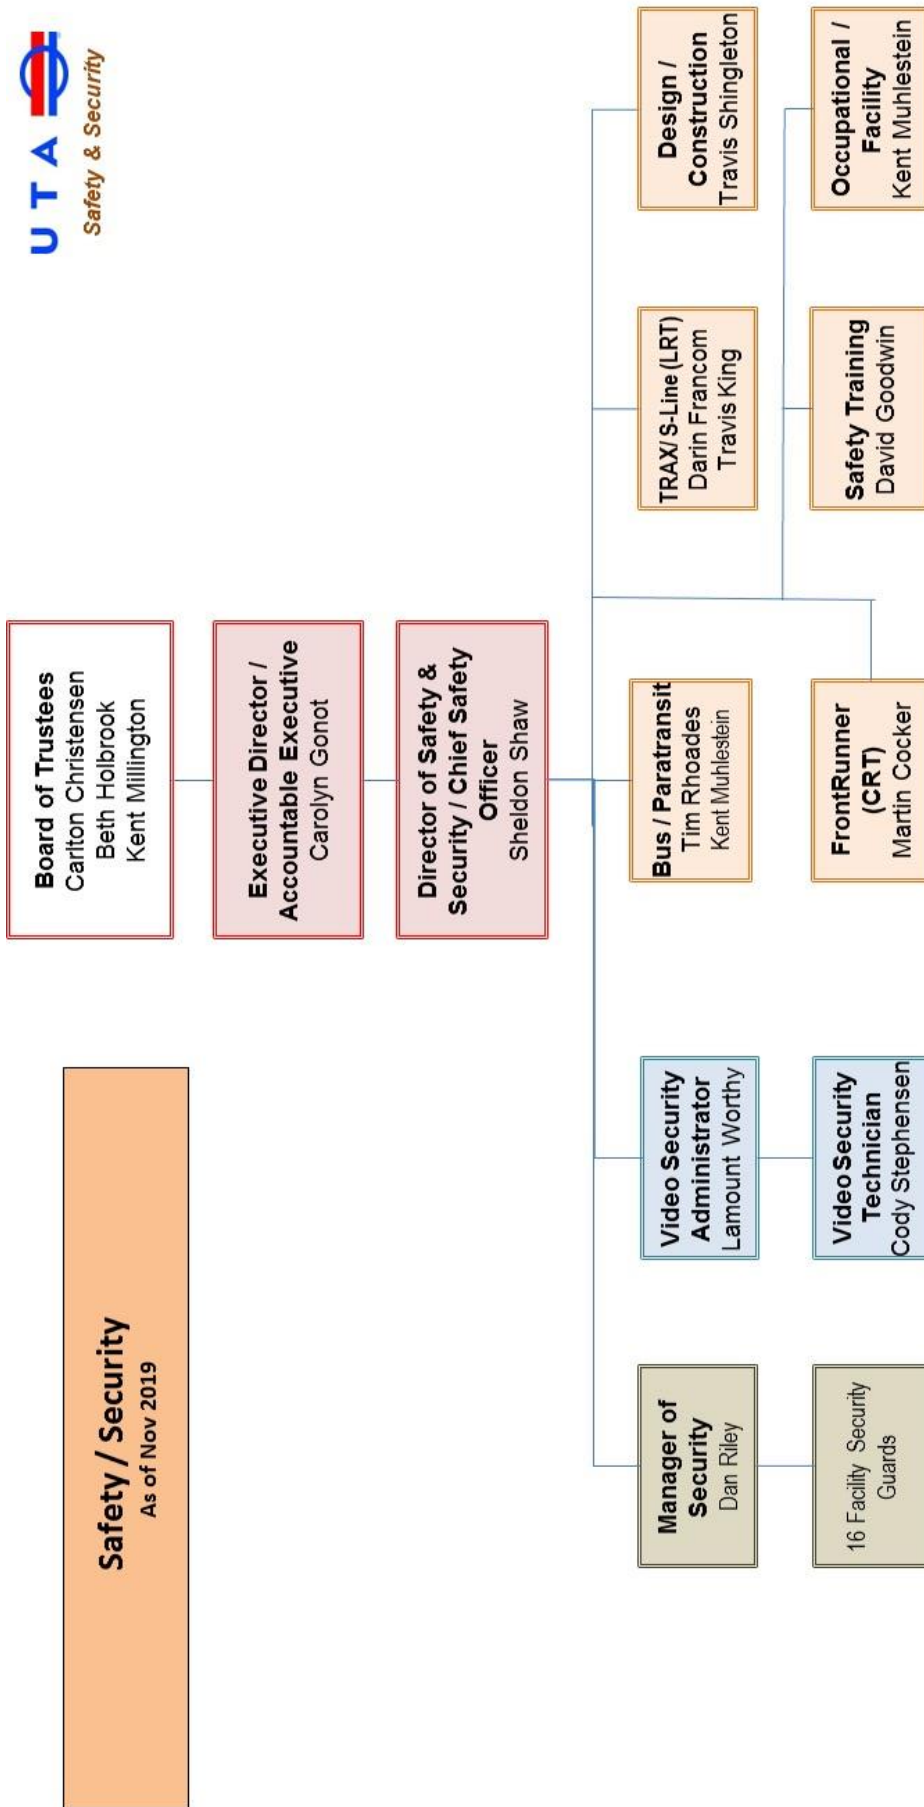 Safety / Security
As of Nov 2019
UTA
Safety & Security
Board of Trustees
Carlton Christensen
Beth Holbrook
Kent Millington
Executive Director /
Accountable Executive
Carolyn Gonot
Director of Safety &
Security / Chief Safety
Officer
Sheldon Shaw
Manager of
Security
Dan Riley
Video Security
Administrator
Lamount Worthy
Bus / Paratransit
Tim Rhoades
Kent Muhlestein
TRAX/ S-Line (LRT)
Darin Francom
Travis King
Design /
Construction
Travis Shingleton
16 Facility Security
Guards
Video Security
Technician
Cody Stephensen
FrontRunner
(CRT)
Martin Cocker
Safety Training
David Goodwin
Occupational /
Facility
Kent Muhlestein